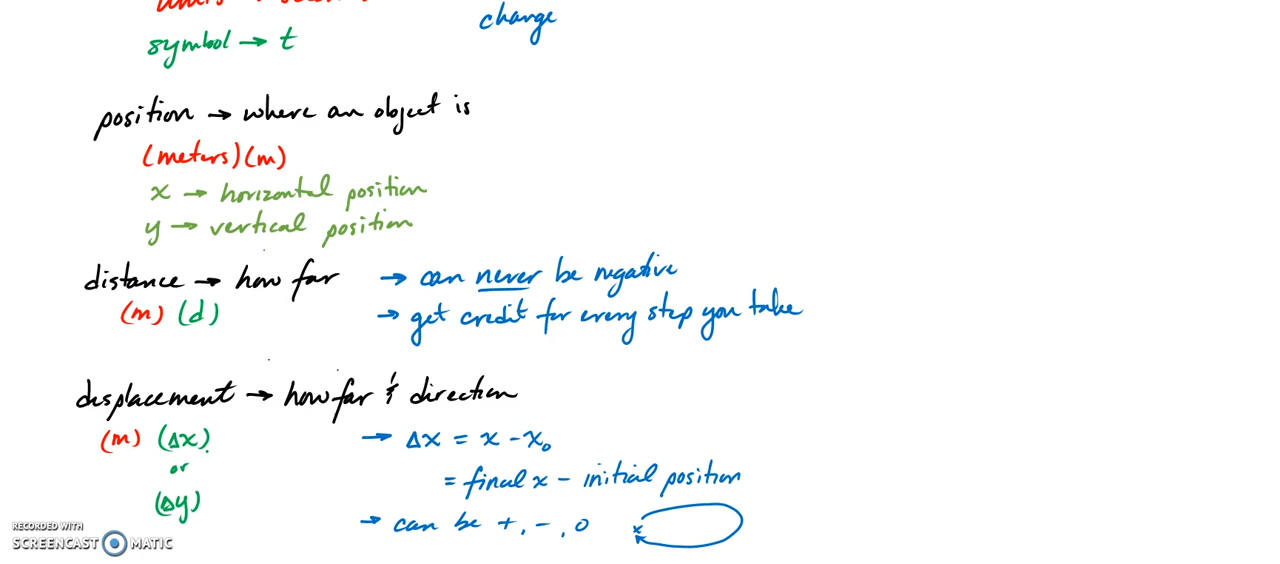 change
symbol → t
position → where an object is
(meters)(m)
x → horizontal position
y → vertical position
distance → how far → can never be negative
(m) (d) → get credit for every step you take
displacement → how far & direction
(m) (Δx) → Δx = x - x₀
or
= final x - initial position
(Δy)
→ can be +, -, 0 x
RECORDED WITH
SCREENCAST MATIC